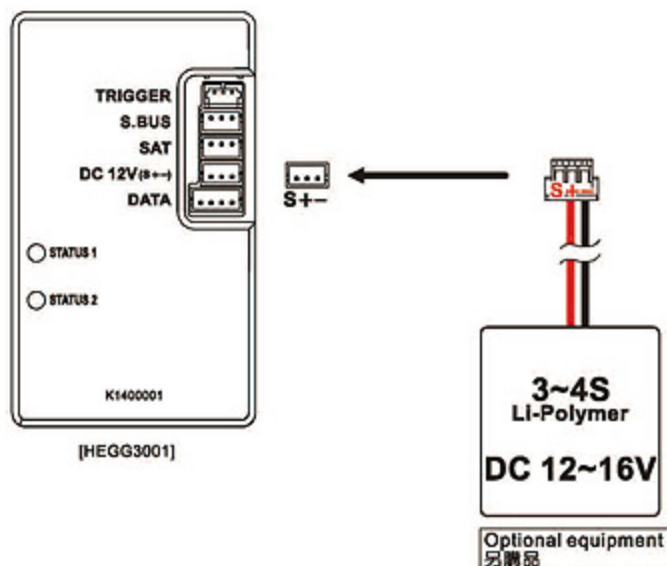 TRIGGER
S.BUS
SAT
DC 12V(S+−)
DATA
S+−
STATUS 1
STATUS 2
K1400001
[HEGG3001]
S+
3~4S
Li-Polymer
DC 12~16V
Optional equipment
另購品